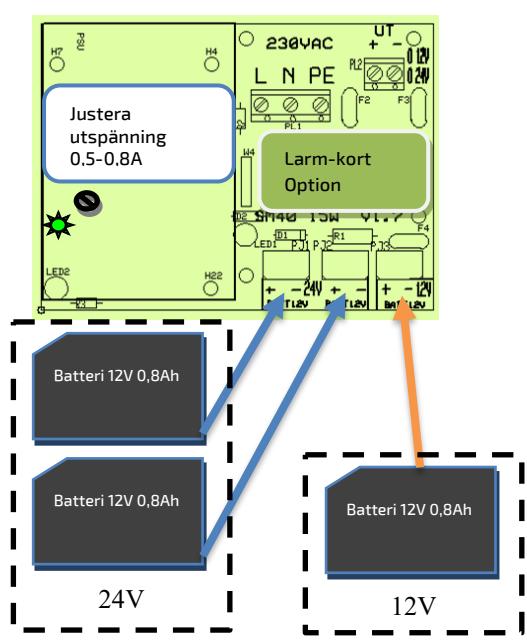 UT
230VAC
+ -
0 12V
0 24V
H7
PSU
H4
PL2
L N PE
F2
F3
PL1
Justera
utspänning
0.5-0,8A
W4
Larm-kort
Option
D2
SM40 15W V1.7
D1
R1
F4
LED1
PJ1
PJ2
PJ3
LED2
H22
+ - 24V + - + - 12V
BATT12V
Batteri 12V 0,8Ah
Batteri 12V 0,8Ah
Batteri 12V 0,8Ah
24V
12V